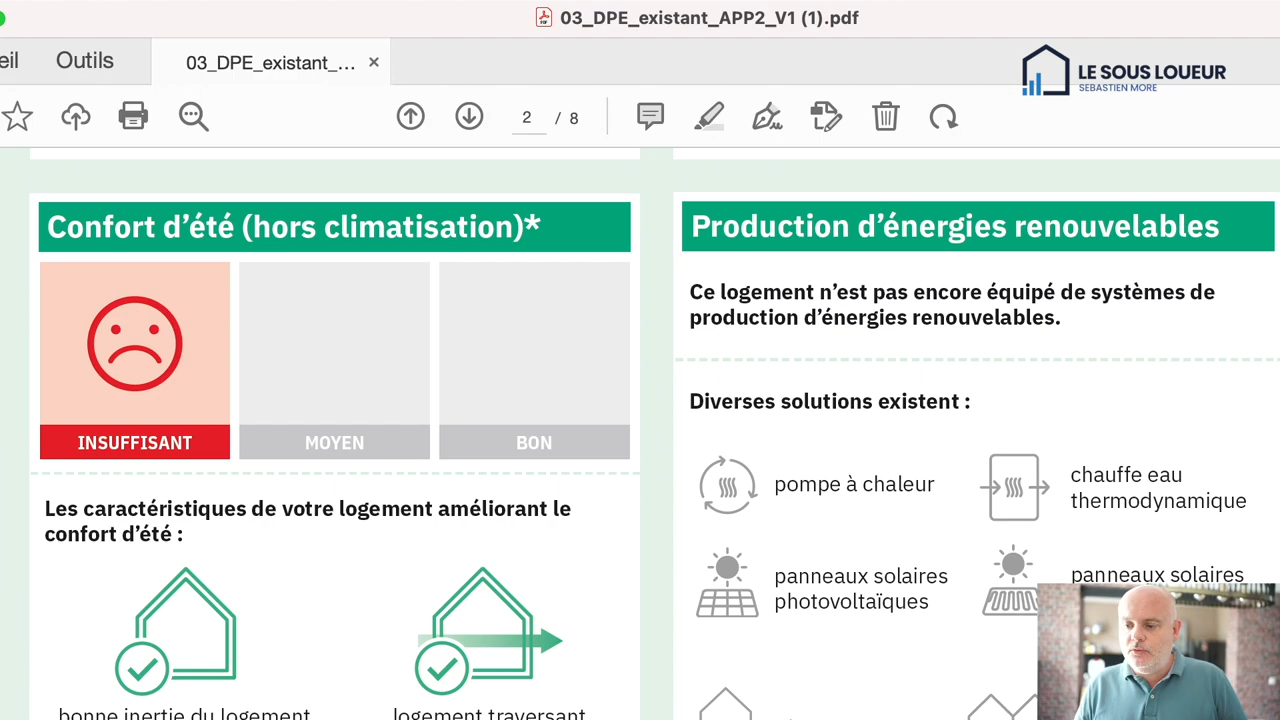 03_DPE_existant_APP2_V1 (1).pdf
eil
Outils
03_DPE_existant_... ×
LE SOUS LOUEUR
SEBASTIEN MORE
2 / 8
Confort d’été (hors climatisation)*
INSUFFISANT
MOYEN
BON
Les caractéristiques de votre logement améliorant le
confort d’été :
bonne inertie du logement
logement traversant
Production d’énergies renouvelables
Ce logement n’est pas encore équipé de systèmes de
production d’énergies renouvelables.
Diverses solutions existent :
pompe à chaleur
chauffe eau
thermodynamique
panneaux solaires
photovoltaïques
panneaux solaires